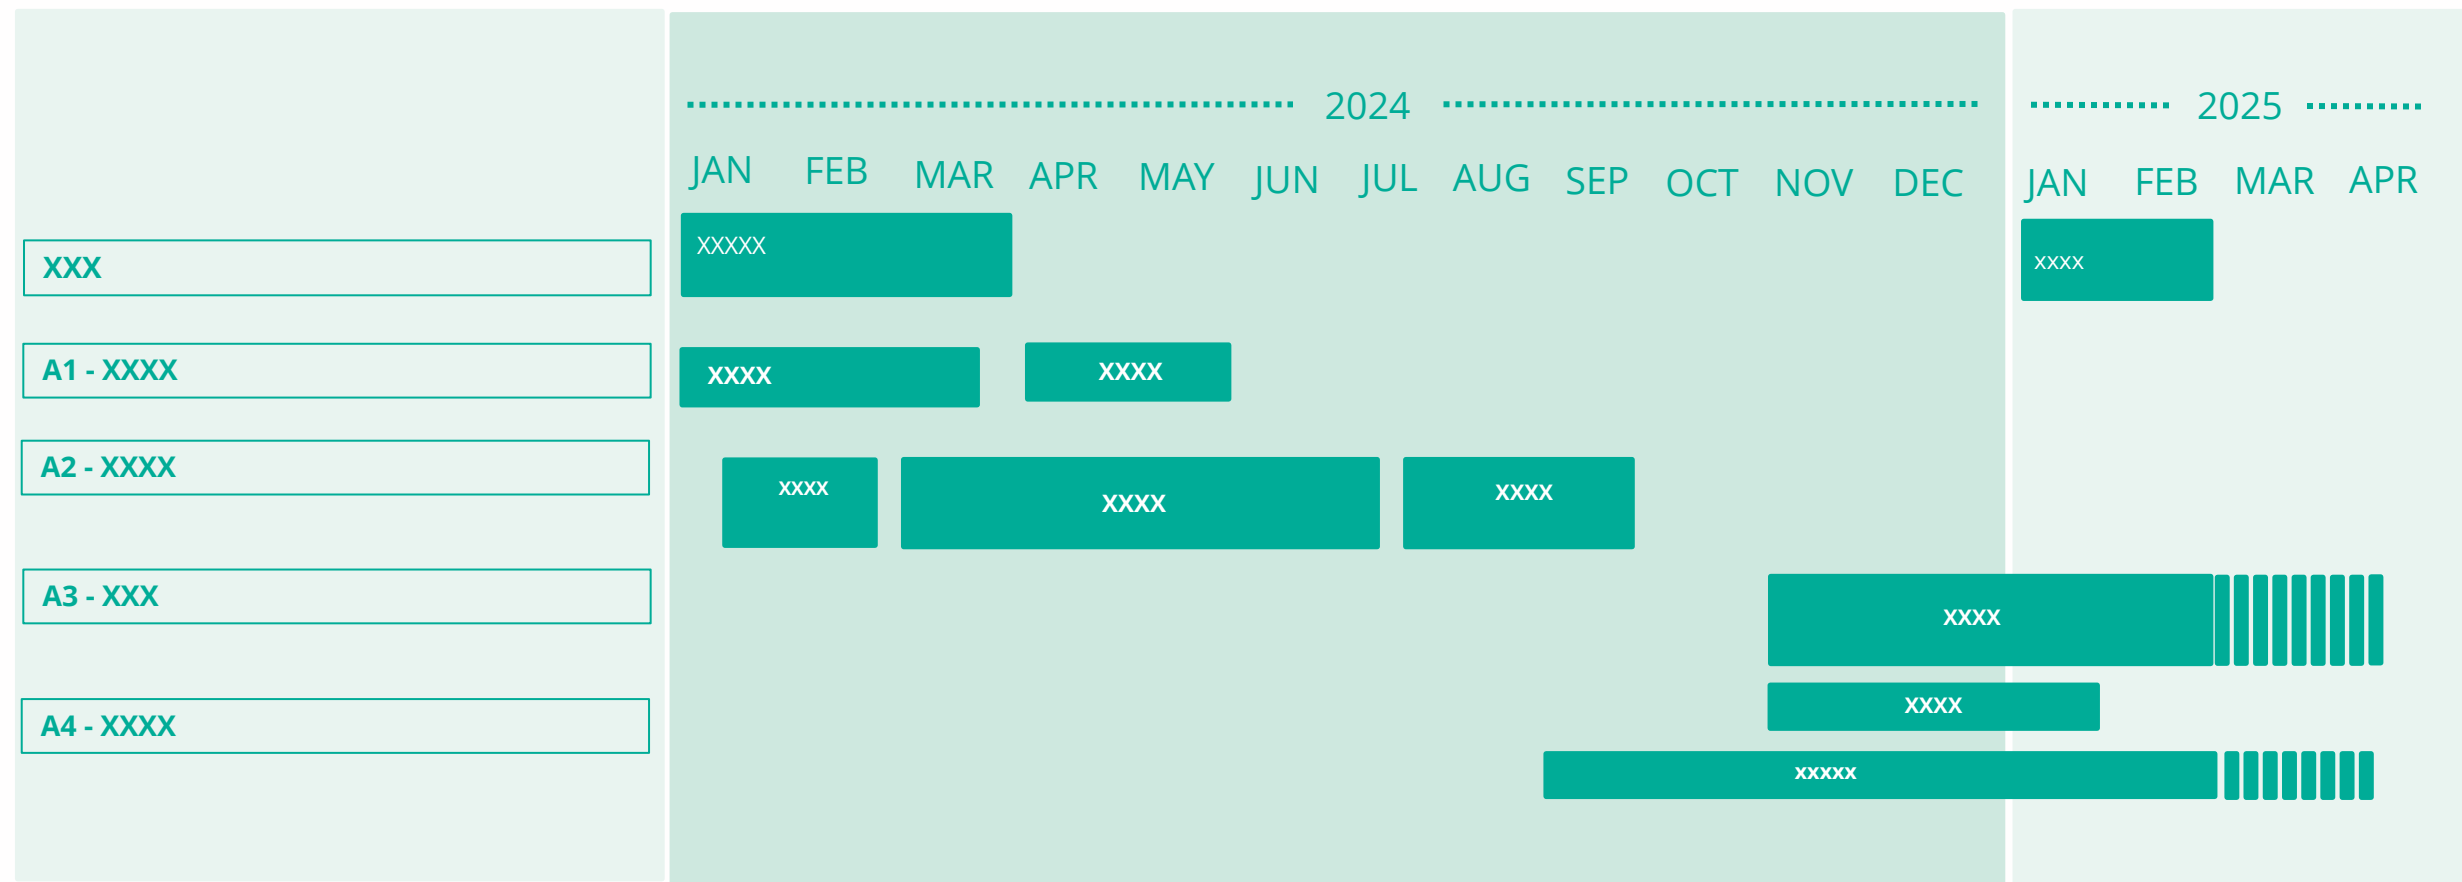 2024
2025
JAN FEB MAR APR MAY JUN JUL AUG SEP OCT NOV DEC
JAN FEB MAR APR
XXX
XXXXX
xxxx
A1 - XXXX
XXXX
XXXX
A2 - XXXX
XXXX
XXXX
XXXX
A3 - XXX
XXXX
A4 - XXXX
XXXX
xxxxx